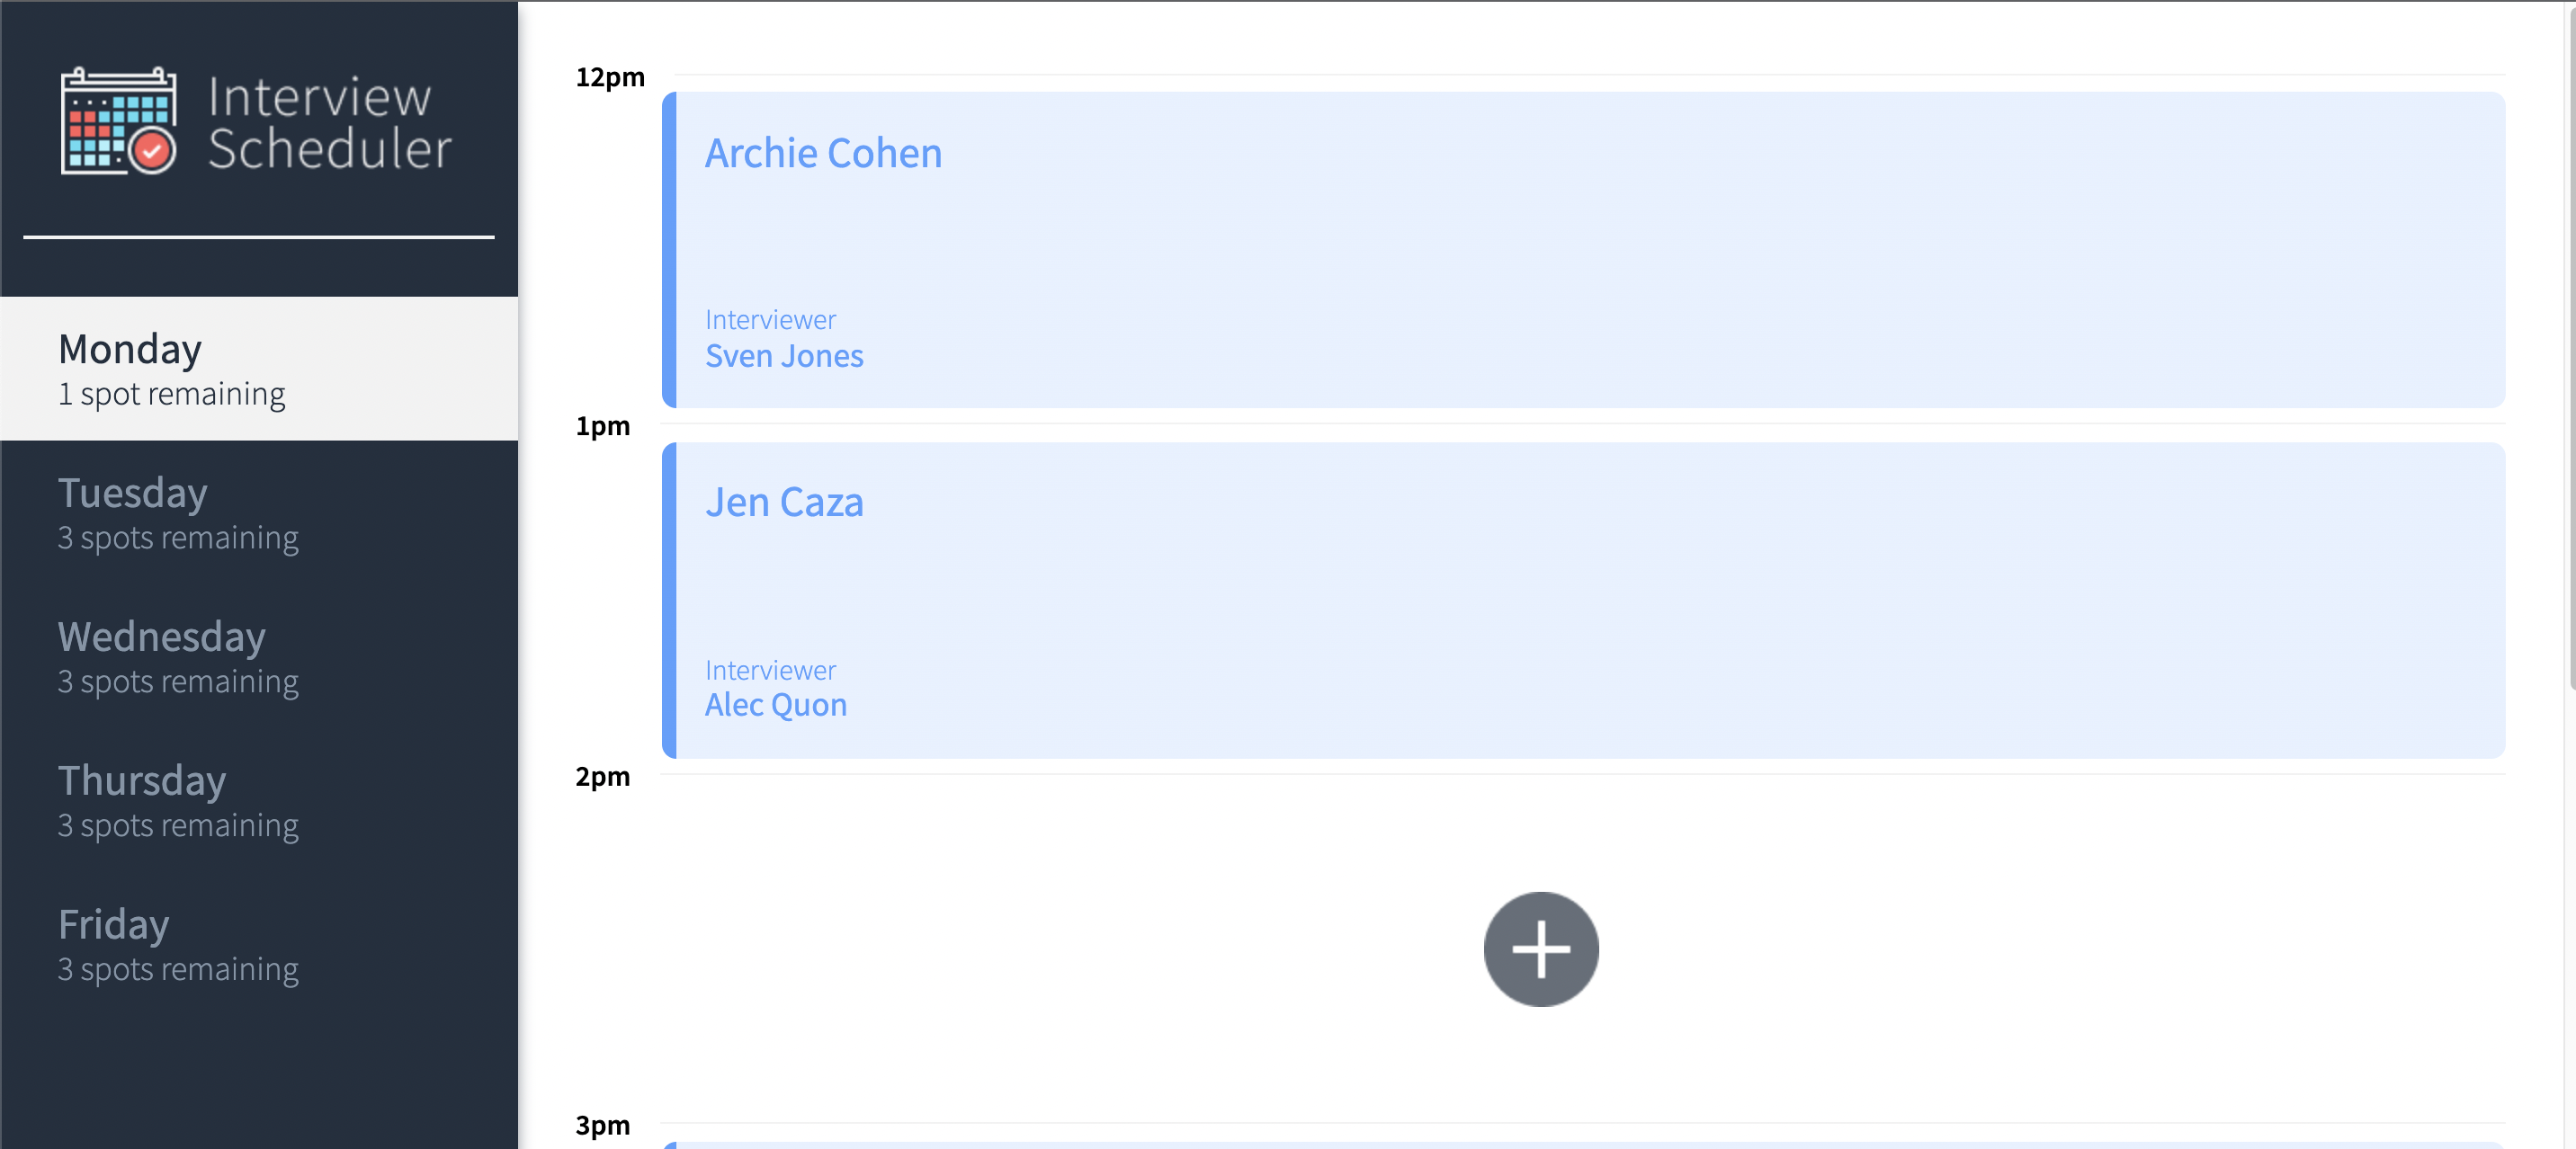 Interview
Scheduler
Monday
1 spot remaining
Tuesday
3 spots remaining
Wednesday
3 spots remaining
Thursday
3 spots remaining
Friday
3 spots remaining
12pm
Archie Cohen
Interviewer
Sven Jones
1pm
Jen Caza
Interviewer
Alec Quon
2pm
3pm